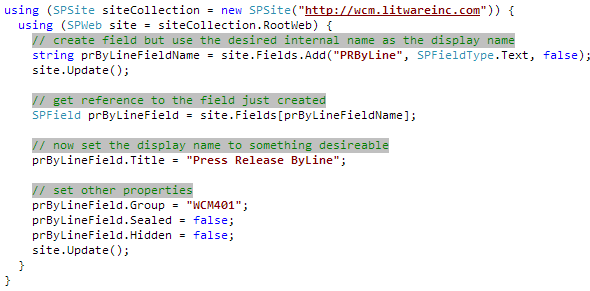 using (SPSite siteCollection = new SPSite("http://wcm.litwareinc.com")) {
  using (SPWeb site = siteCollection.RootWeb) {
    // create field but use the desired internal name as the display name
    string prByLineFieldName = site.Fields.Add("PRByLine", SPFieldType.Text, false);
    site.Update();

    // get reference to the field just created
    SPField prByLineField = site.Fields[prByLineFieldName];

    // now set the display name to something desireable
    prByLineField.Title = "Press Release ByLine";

    // set other properties
    prByLineField.Group = "WCM401";
    prByLineField.Sealed = false;
    prByLineField.Hidden = false;
    site.Update();
  }
}